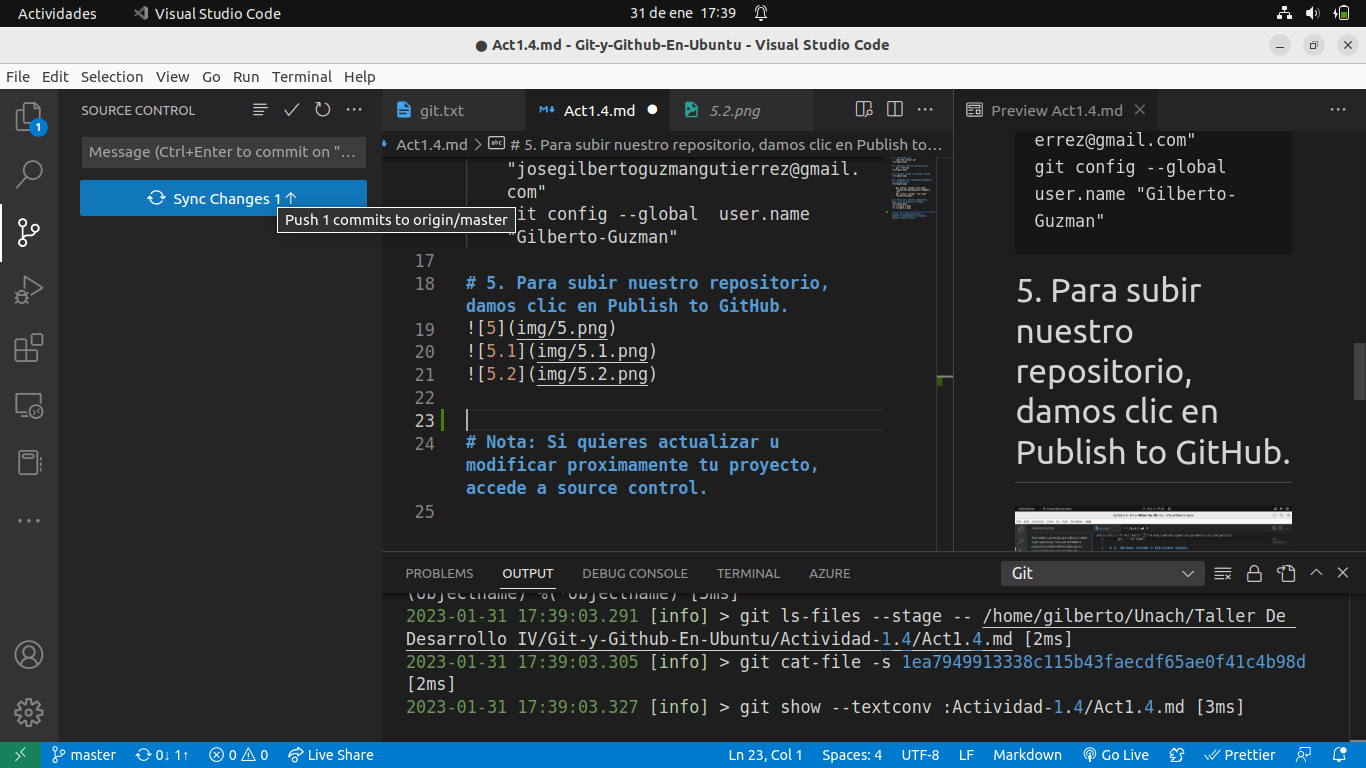 Actividades
Visual Studio Code
31 de ene 17:39
● Act1.4.md - Git-y-Github-En-Ubuntu - Visual Studio Code
File Edit Selection View Go Run Terminal Help
1
SOURCE CONTROL
Message (Ctrl+Enter to commit on "...
Sync Changes 1↑
Push 1 commits to origin/master
git.txt
Act1.4.md ●
5.2.png
Act1.4.md > # 5. Para subir nuestro repositorio, damos clic en Publish to...
"josegilbertoguzmangutierrez@gmail.
com"
it config --global  user.name
"Gilberto-Guzman"
17
18 # 5. Para subir nuestro repositorio,
damos clic en Publish to GitHub.
19 ![5](img/5.png)
20 ![5.1](img/5.1.png)
21 ![5.2](img/5.2.png)
22
23
24 # Nota: Si quieres actualizar u
modificar proximamente tu proyecto,
accede a source control.
25
Preview Act1.4.md
errez@gmail.com"
git config --global
user.name "Gilberto-
Guzman"
5. Para subir
nuestro
repositorio,
damos clic en
Publish to GitHub.
PROBLEMS OUTPUT DEBUG CONSOLE TERMINAL AZURE
Git
(objectname) %(*objectname) [5ms]
2023-01-31 17:39:03.291 [info] > git ls-files --stage -- /home/gilberto/Unach/Taller De
Desarrollo IV/Git-y-Github-En-Ubuntu/Actividad-1.4/Act1.4.md [2ms]
2023-01-31 17:39:03.305 [info] > git cat-file -s 1ea7949913338c115b43faecdf65ae0f41c4b98d
[2ms]
2023-01-31 17:39:03.327 [info] > git show --textconv :Actividad-1.4/Act1.4.md [3ms]
master 0↓ 1↑ 0 0 Live Share Ln 23, Col 1 Spaces: 4 UTF-8 LF Markdown Go Live Prettier